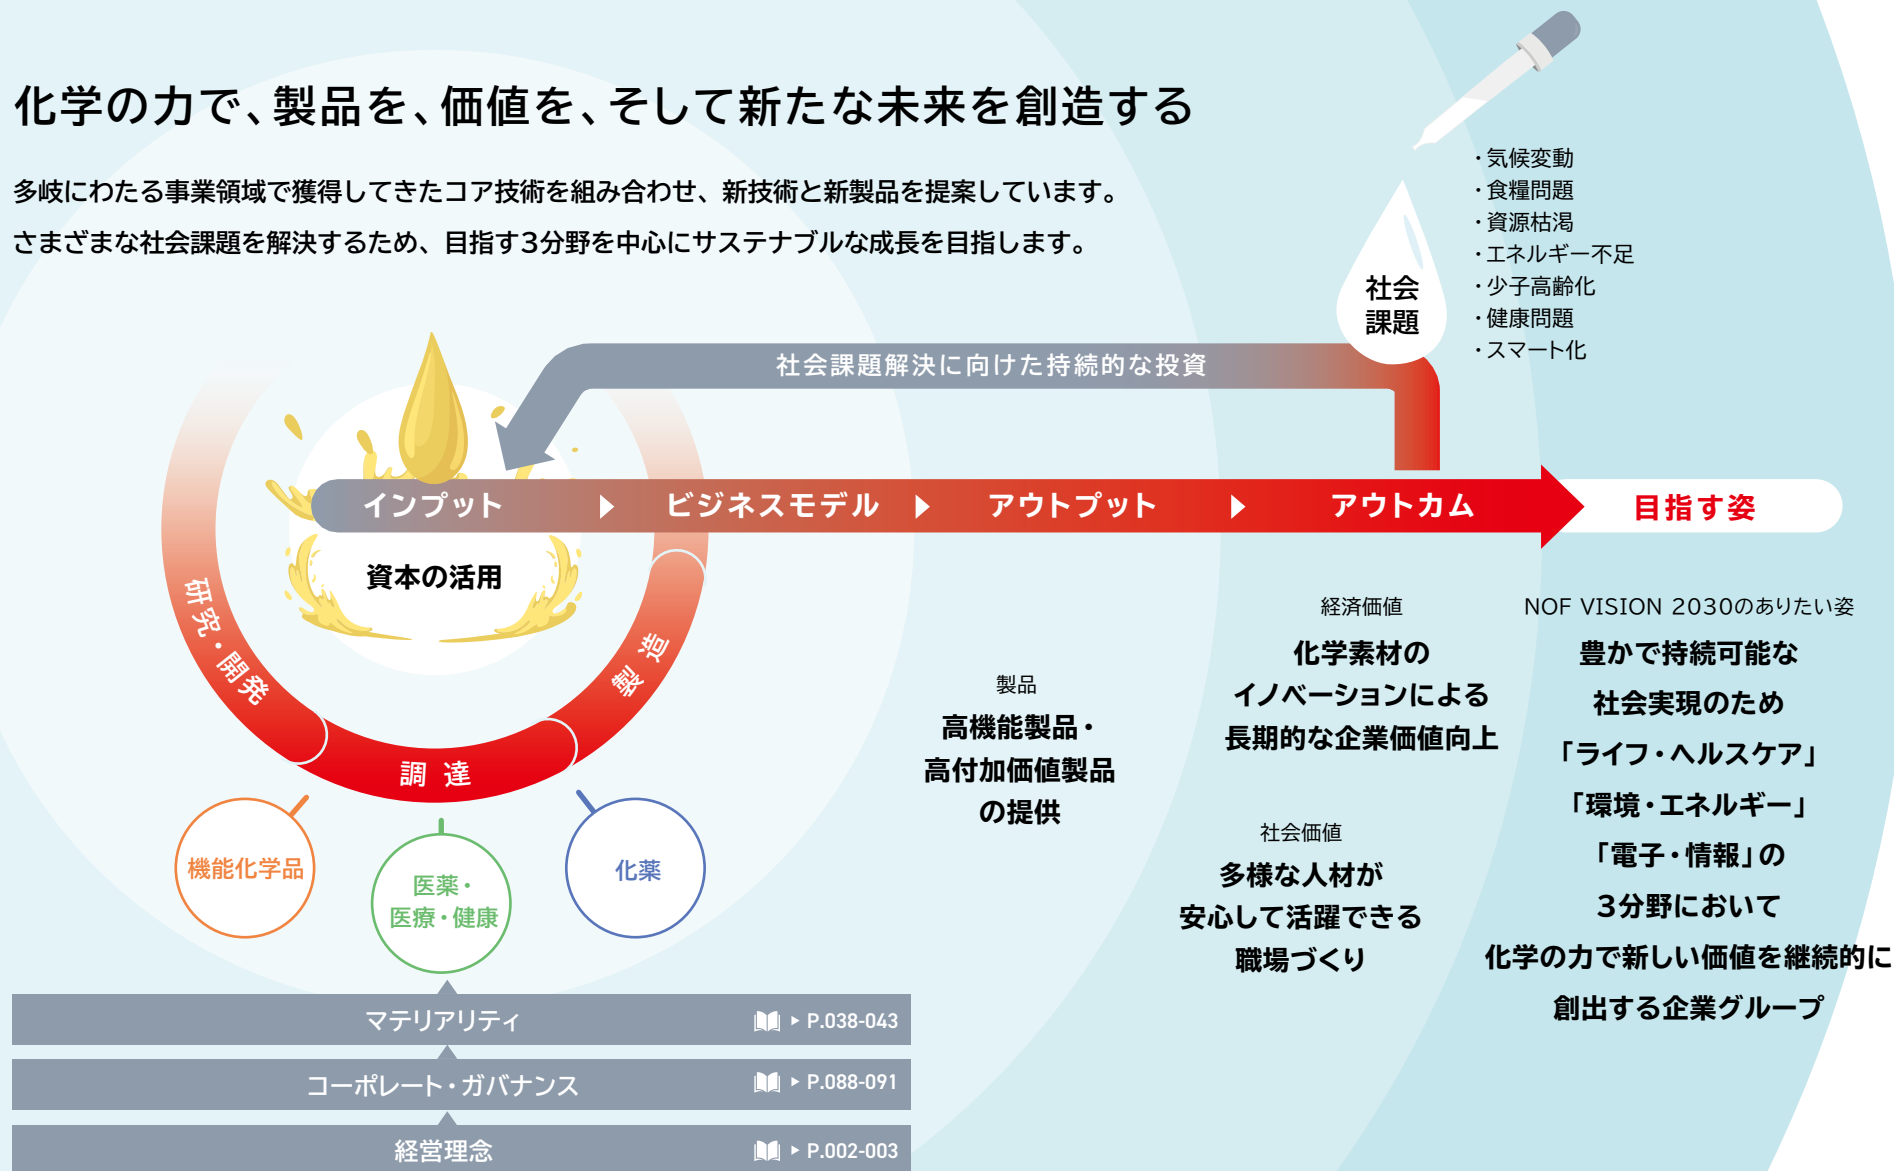 化学の力で、製品を、価値を、そして新たな未来を創造する
多岐にわたる事業領域で獲得してきたコア技術を組み合わせ、新技術と新製品を提案しています。
さまざまな社会課題を解決するため、目指す3分野を中心にサステナブルな成長を目指します。
・気候変動
・食糧問題
・資源枯渇
・エネルギー不足
・少子高齢化
・健康問題
・スマート化
社会
課題
社会課題解決に向けた持続的な投資
インプット
ビジネスモデル
アウトプット
アウトカム
目指す姿
資本の活用
研究・開発
調達
製造
機能化学品
医薬・
医療・健康
化薬
製品
高機能製品・
高付加価値製品
の提供
経済価値
化学素材の
イノベーションによる
長期的な企業価値向上
社会価値
多様な人材が
安心して活躍できる
職場づくり
NOF VISION 2030のありたい姿
豊かで持続可能な
社会実現のため
「ライフ・ヘルスケア」
「環境・エネルギー」
「電子・情報」の
3分野において
化学の力で新しい価値を継続的に
創出する企業グループ
マテリアリティ P.038-043
コーポレート・ガバナンス P.088-091
経営理念 P.002-003